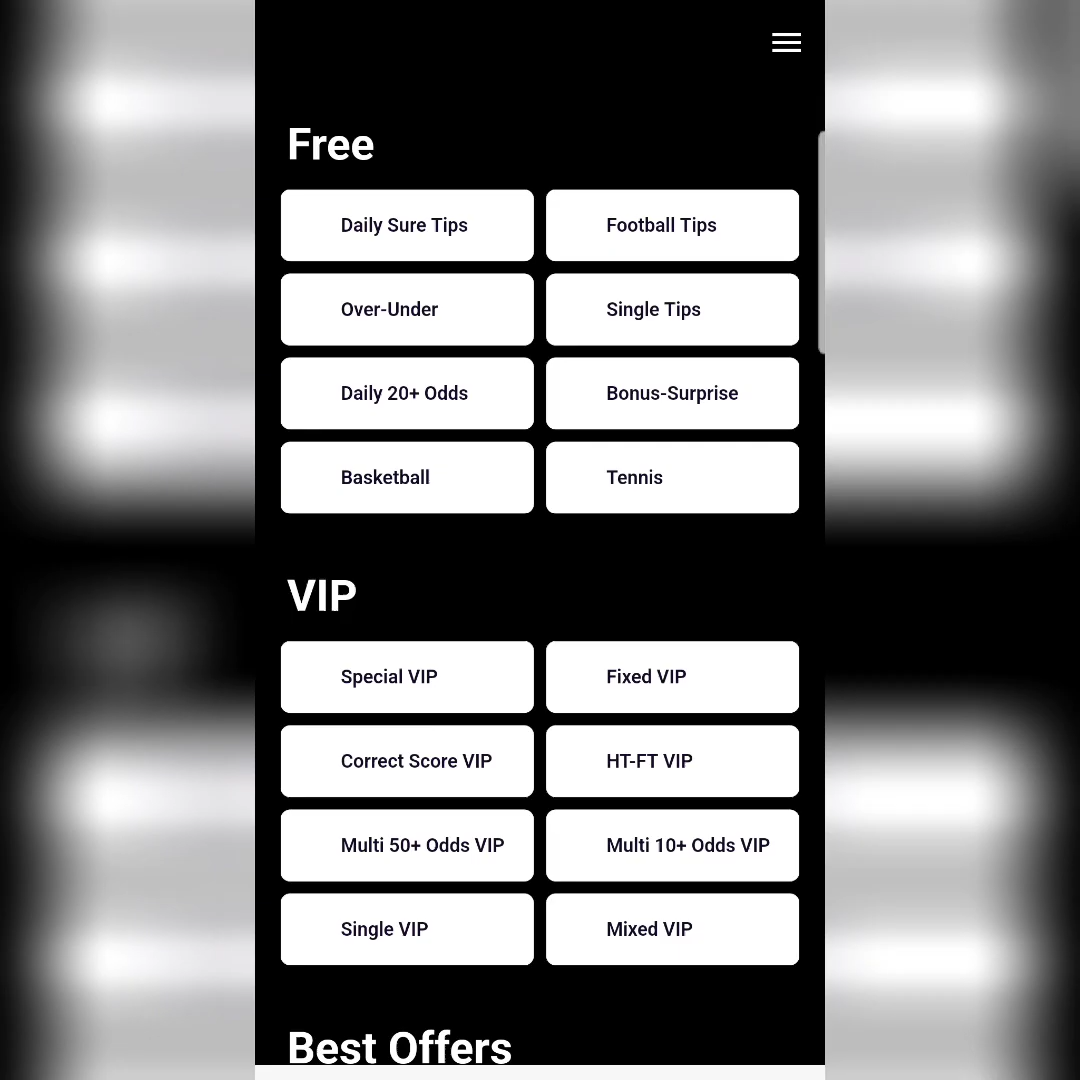 Free
Daily Sure Tips
Football Tips
Over-Under
Single Tips
Daily 20+ Odds
Bonus-Surprise
Basketball
Tennis
VIP
Special VIP
Fixed VIP
Correct Score VIP
HT-FT VIP
Multi 50+ Odds VIP
Multi 10+ Odds VIP
Single VIP
Mixed VIP
Best Offers